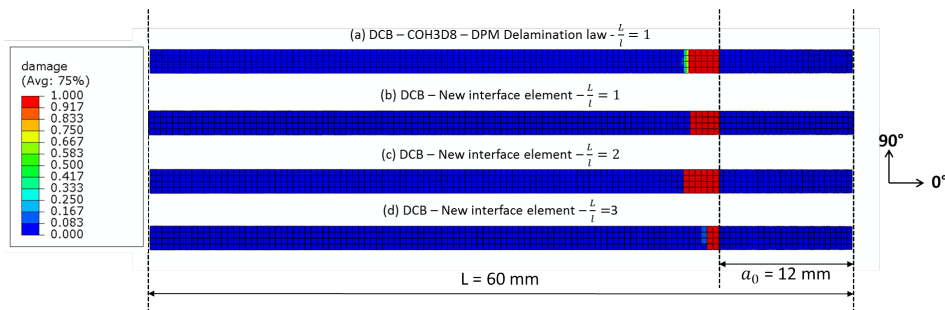 (a) DCB – COH3D8 – DPM Delamination law - L/l = 1
damage
(Avg: 75%)
1.000
0.917
0.833
0.750
0.667
0.583
0.500
0.417
0.333
0.250
0.167
0.083
0.000
(b) DCB – New interface element – L/l = 1
(c) DCB – New interface element – L/l = 2
(d) DCB – New interface element – L/l =3
90°
0°
L = 60 mm
a₀ = 12 mm